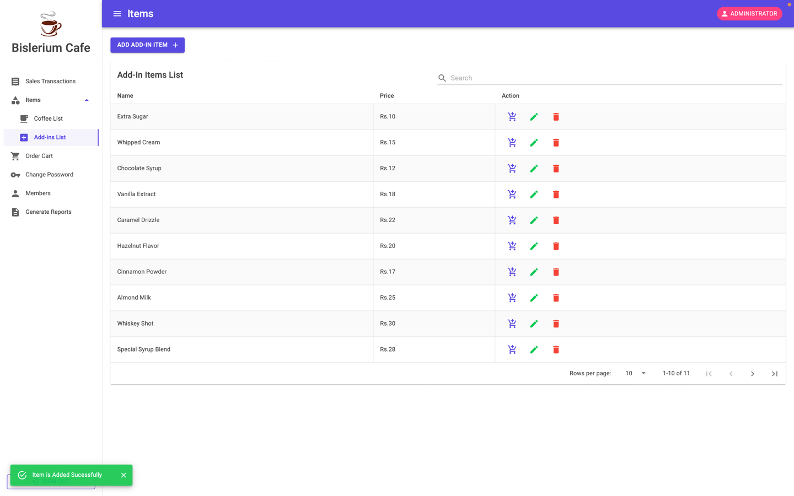 Items
ADMINISTRATOR
Bislerium Cafe
Sales Transactions
Items
Coffee List
Add-ins List
Order Cart
Change Password
Members
Generate Reports
ADD ADD-IN ITEM +
Add-In Items List
Search
Name Price Action
Extra Sugar Rs.10
Whipped Cream Rs.15
Chocolate Syrup Rs.12
Vanilla Extract Rs.18
Caramel Drizzle Rs.22
Hazelnut Flavor Rs.20
Cinnamon Powder Rs.17
Almond Milk Rs.25
Whiskey Shot Rs.30
Special Syrup Blend Rs.28
Rows per page: 10 1-10 of 11
Item is Added Sucessfully